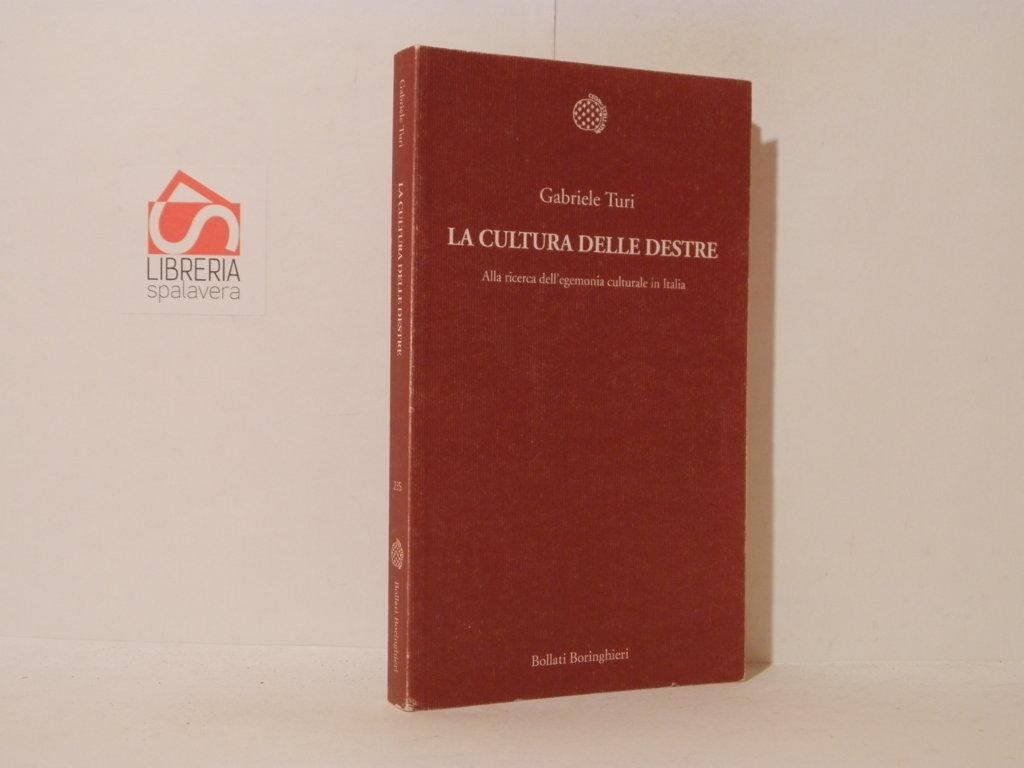 LIBRERIA
spalavera
Gabriele Turi
LA CULTURA DELLE DESTRE
235
Bollati Boringhieri
Gabriele Turi
LA CULTURA DELLE DESTRE
Alla ricerca dell'egemonia culturale in Italia
Bollati Boringhieri